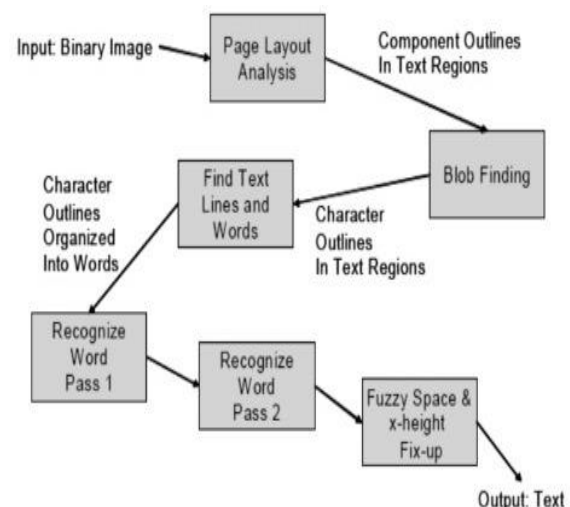 Input: Binary Image
Page Layout
Analysis
Component Outlines
In Text Regions
Blob Finding
Character
Outlines
In Text Regions
Find Text
Lines and
Words
Character
Outlines
Organized
Into Words
Recognize
Word
Pass 1
Recognize
Word
Pass 2
Fuzzy Space &
x-height
Fix-up
Output: Text